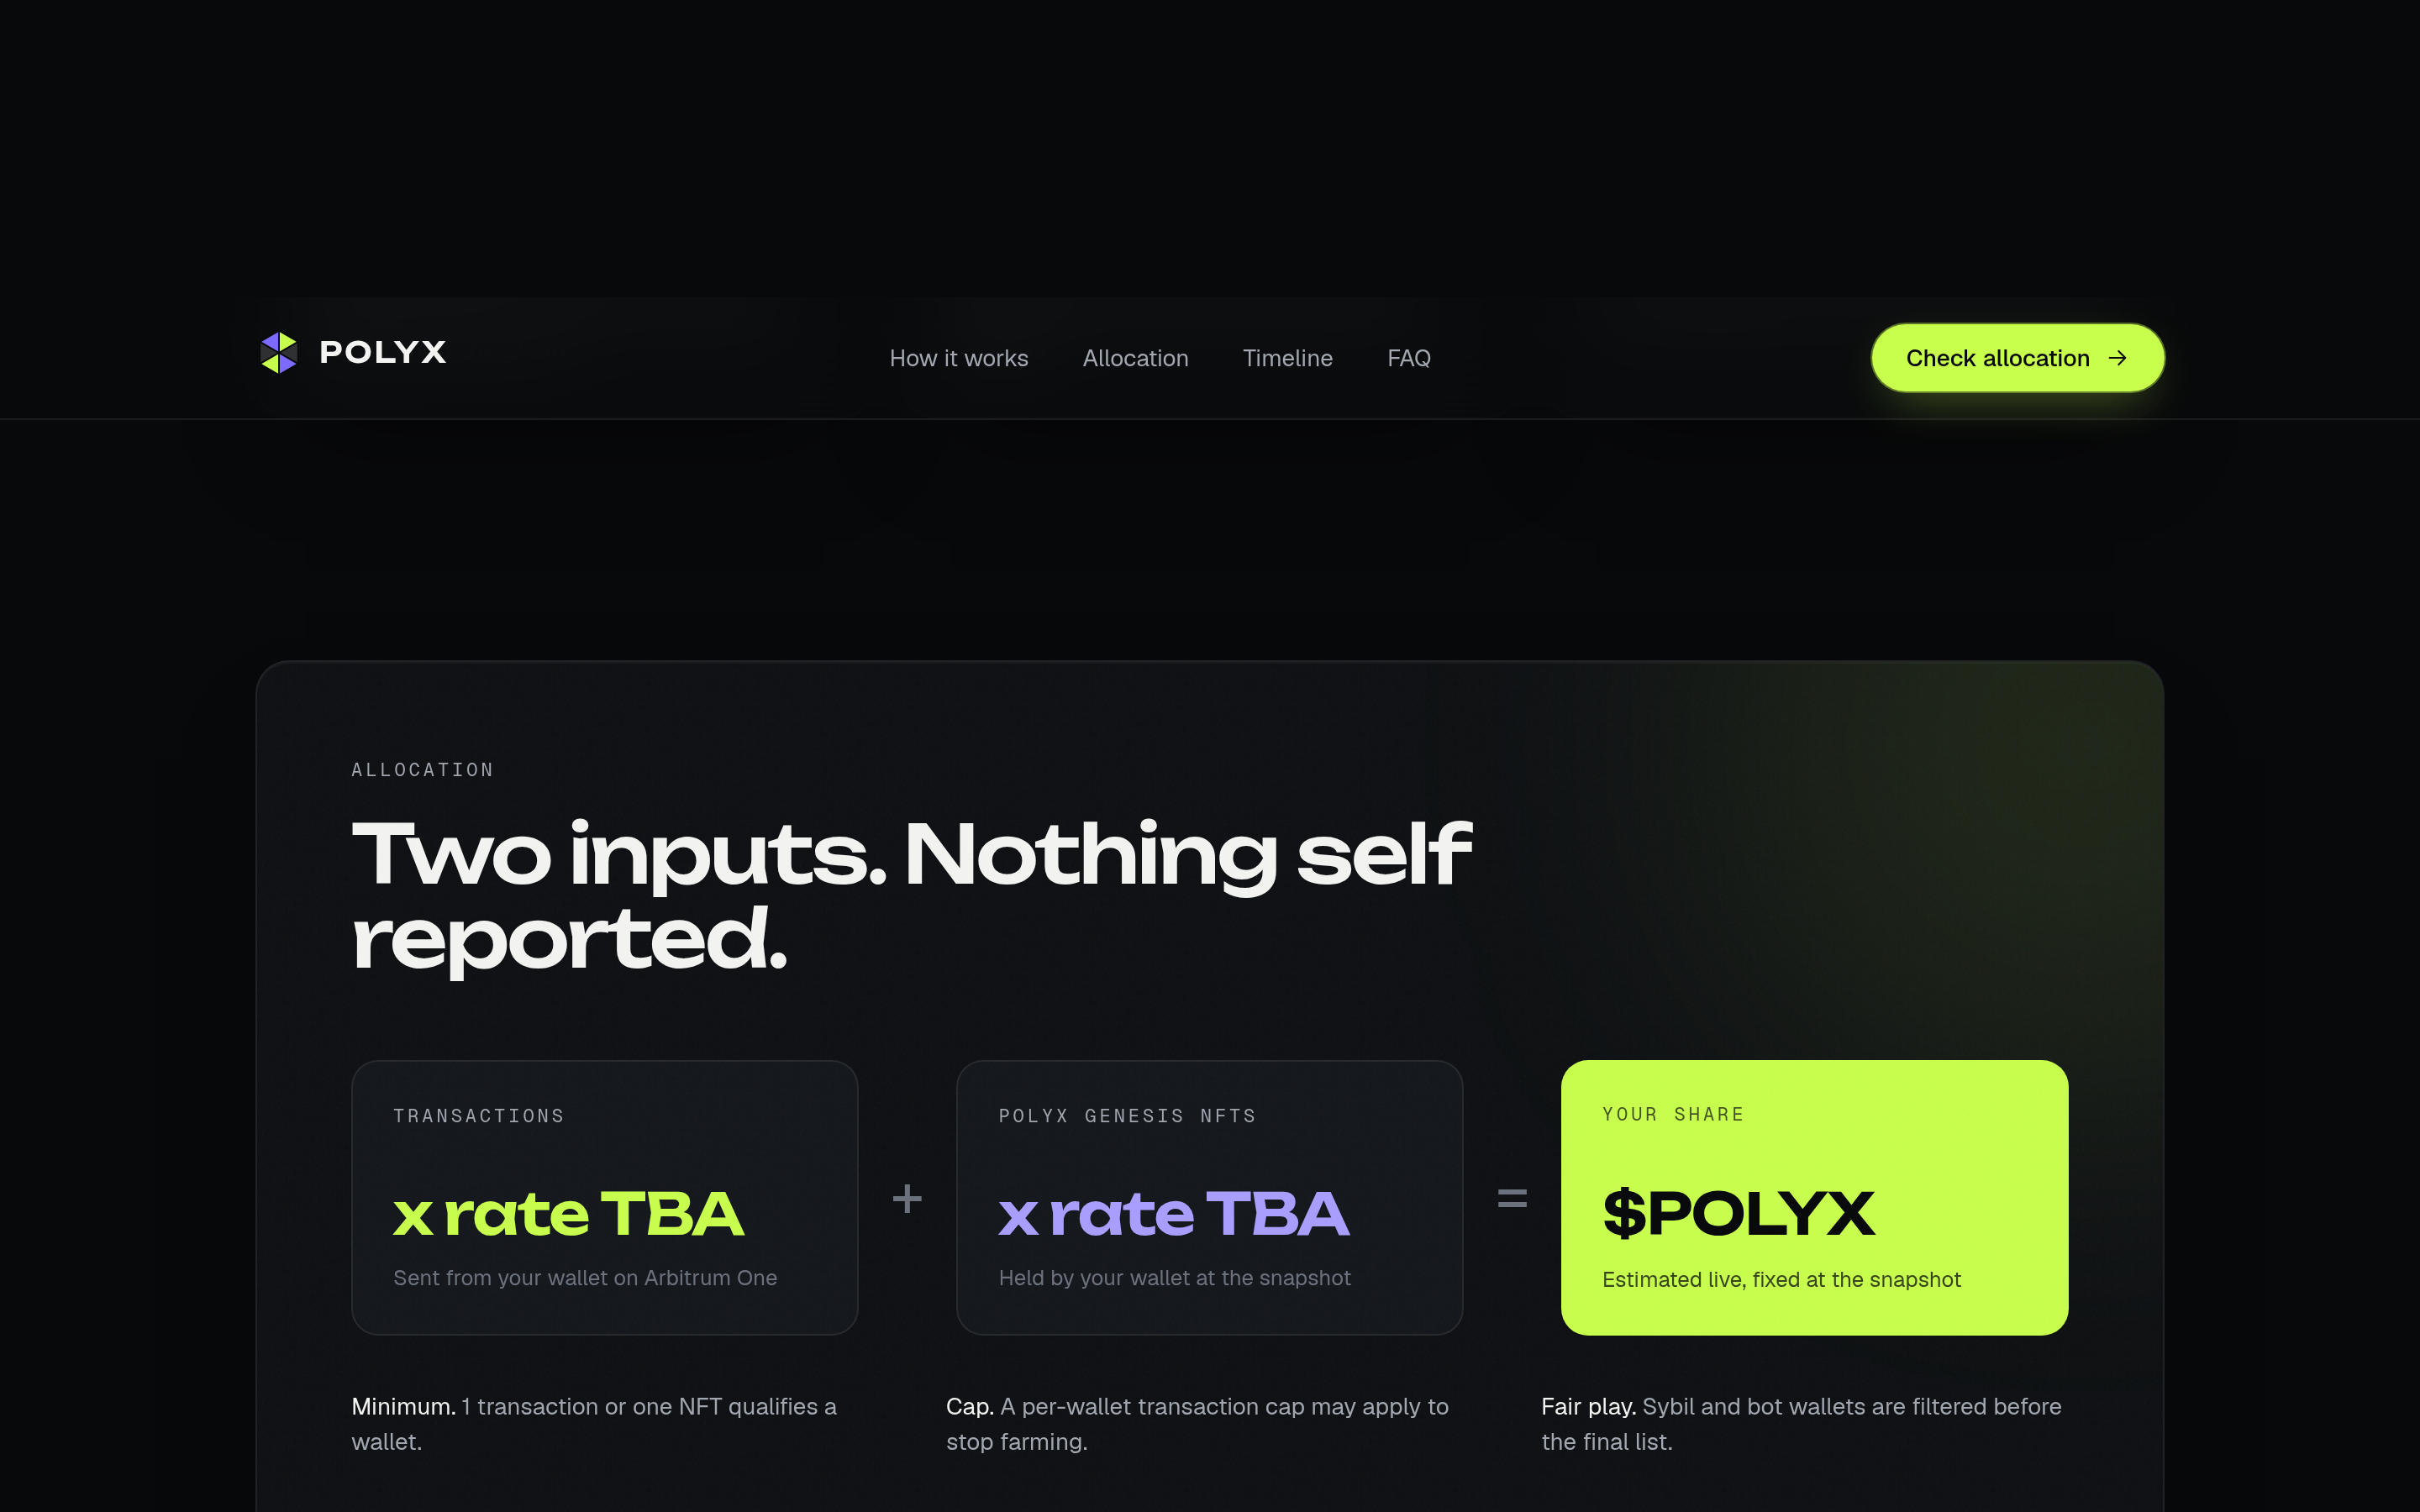 POLYX
How it works
Allocation
Timeline
FAQ
Check allocation →
ALLOCATION
Two inputs. Nothing self
reported.
TRANSACTIONS
x rate TBA
Sent from your wallet on Arbitrum One
+
POLYX GENESIS NFTS
x rate TBA
Held by your wallet at the snapshot
=
YOUR SHARE
$POLYX
Estimated live, fixed at the snapshot
Minimum. 1 transaction or one NFT qualifies a
wallet.
Cap. A per-wallet transaction cap may apply to
stop farming.
Fair play. Sybil and bot wallets are filtered before
the final list.